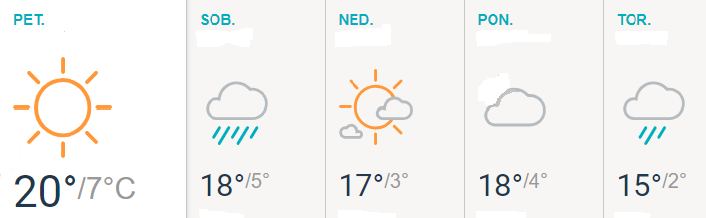 PET.
20°/7°C
SOB.
18°/5°
NED.
17°/3°
PON.
18°/4°
TOR.
15°/2°